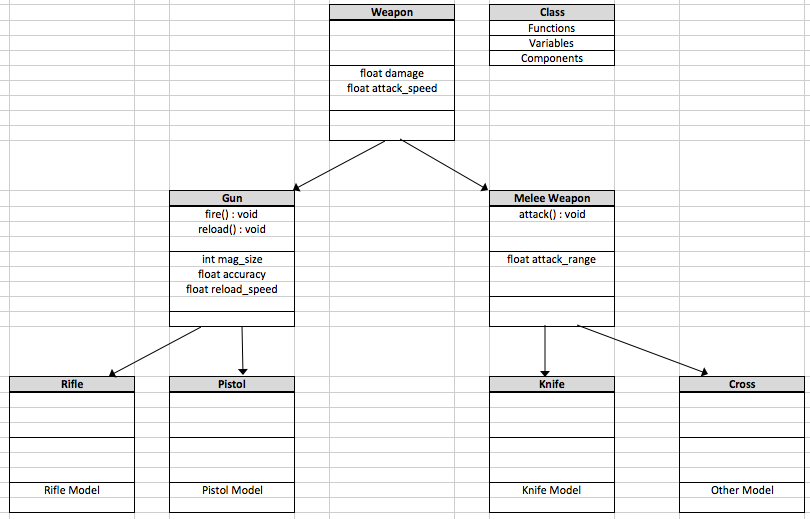 Weapon
float damage
float attack_speed
Class
Functions
Variables
Components
Gun
fire() : void
reload() : void
int mag_size
float accuracy
float reload_speed
Melee Weapon
attack() : void
float attack_range
Rifle
Rifle Model
Pistol
Pistol Model
Knife
Knife Model
Cross
Other Model